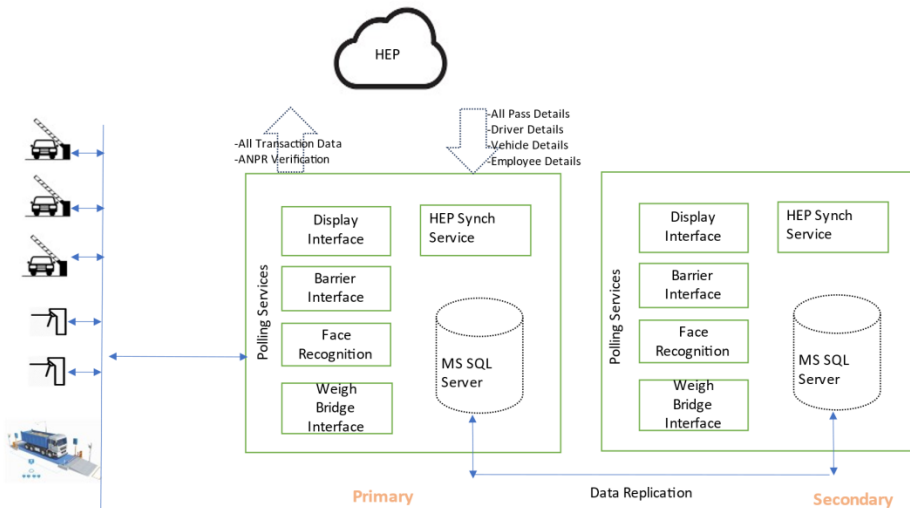 HEP
-All Transaction Data
-ANPR Verification
-All Pass Details
-Driver Details
-Vehicle Details
-Employee Details
Polling Services
Display
Interface
Barrier
Interface
Face
Recognition
Weigh
Bridge
Interface
HEP Synch
Service
MS SQL
Server
Primary
Polling Services
Display
Interface
Barrier
Interface
Face
Recognition
Weigh
Bridge
Interface
HEP Synch
Service
MS SQL
Server
Data Replication
Secondary